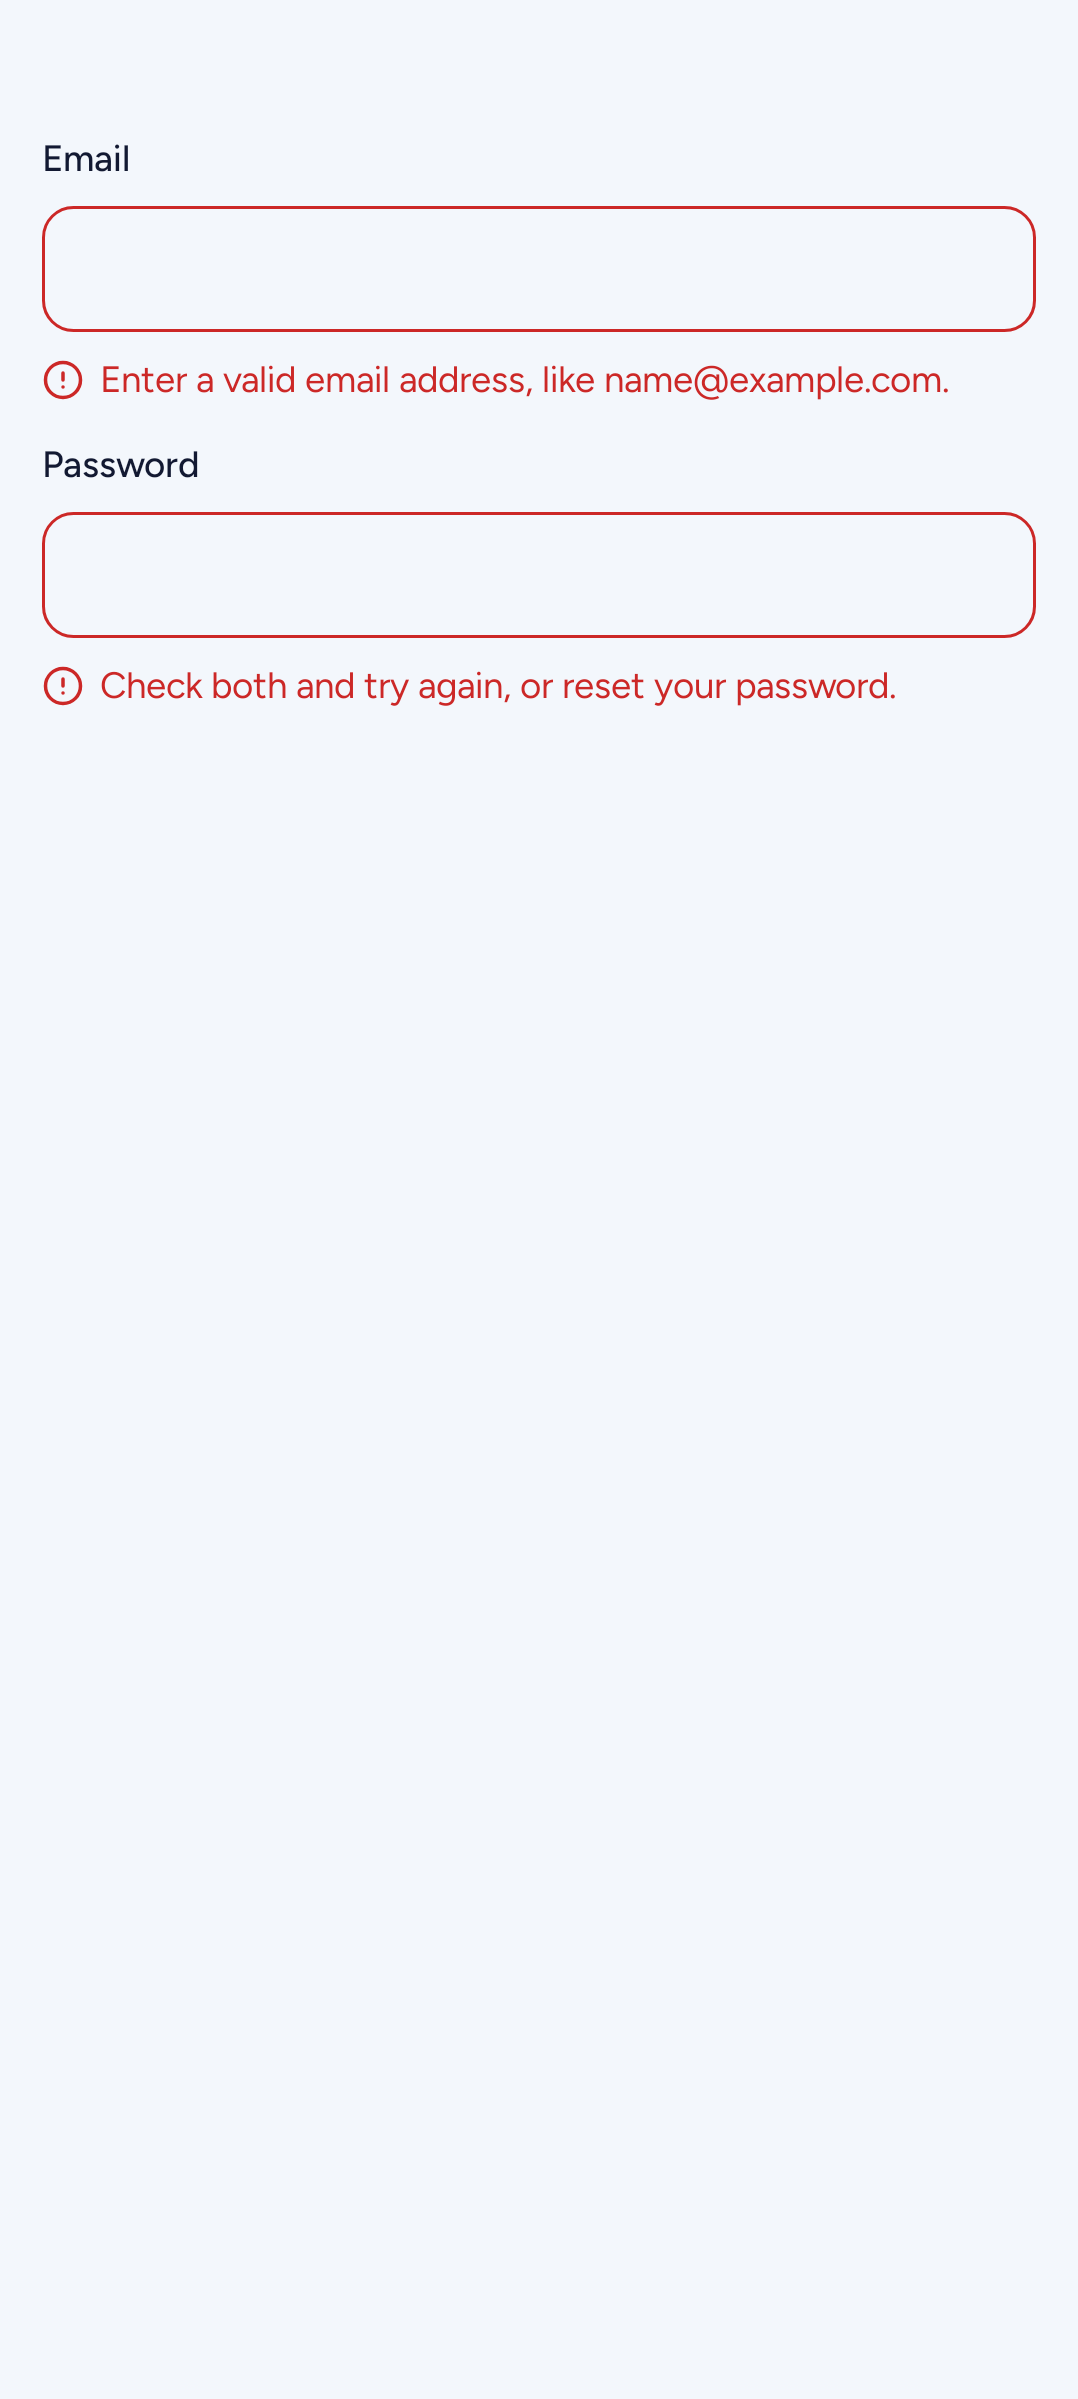 Email
Enter a valid email address, like name@example.com.
Password
Check both and try again, or reset your password.